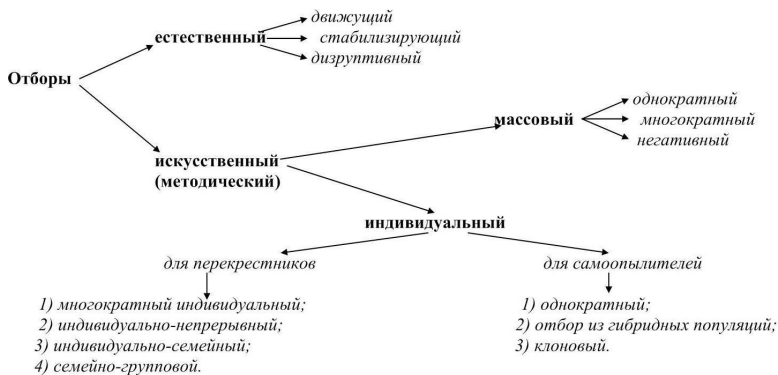 движущий
естественный
стабилизирующий
дизруптивный
Отборы
однократный
массовый
многократный
негативный
искусственный
(методический)
индивидуальный
для перекрестников
для самоопылителей
1) многократный индивидуальный;
2) индивидуально-непрерывный;
3) индивидуально-семейный;
4) семейно-групповой.
1) однократный;
2) отбор из гибридных популяций;
3) клоновый.